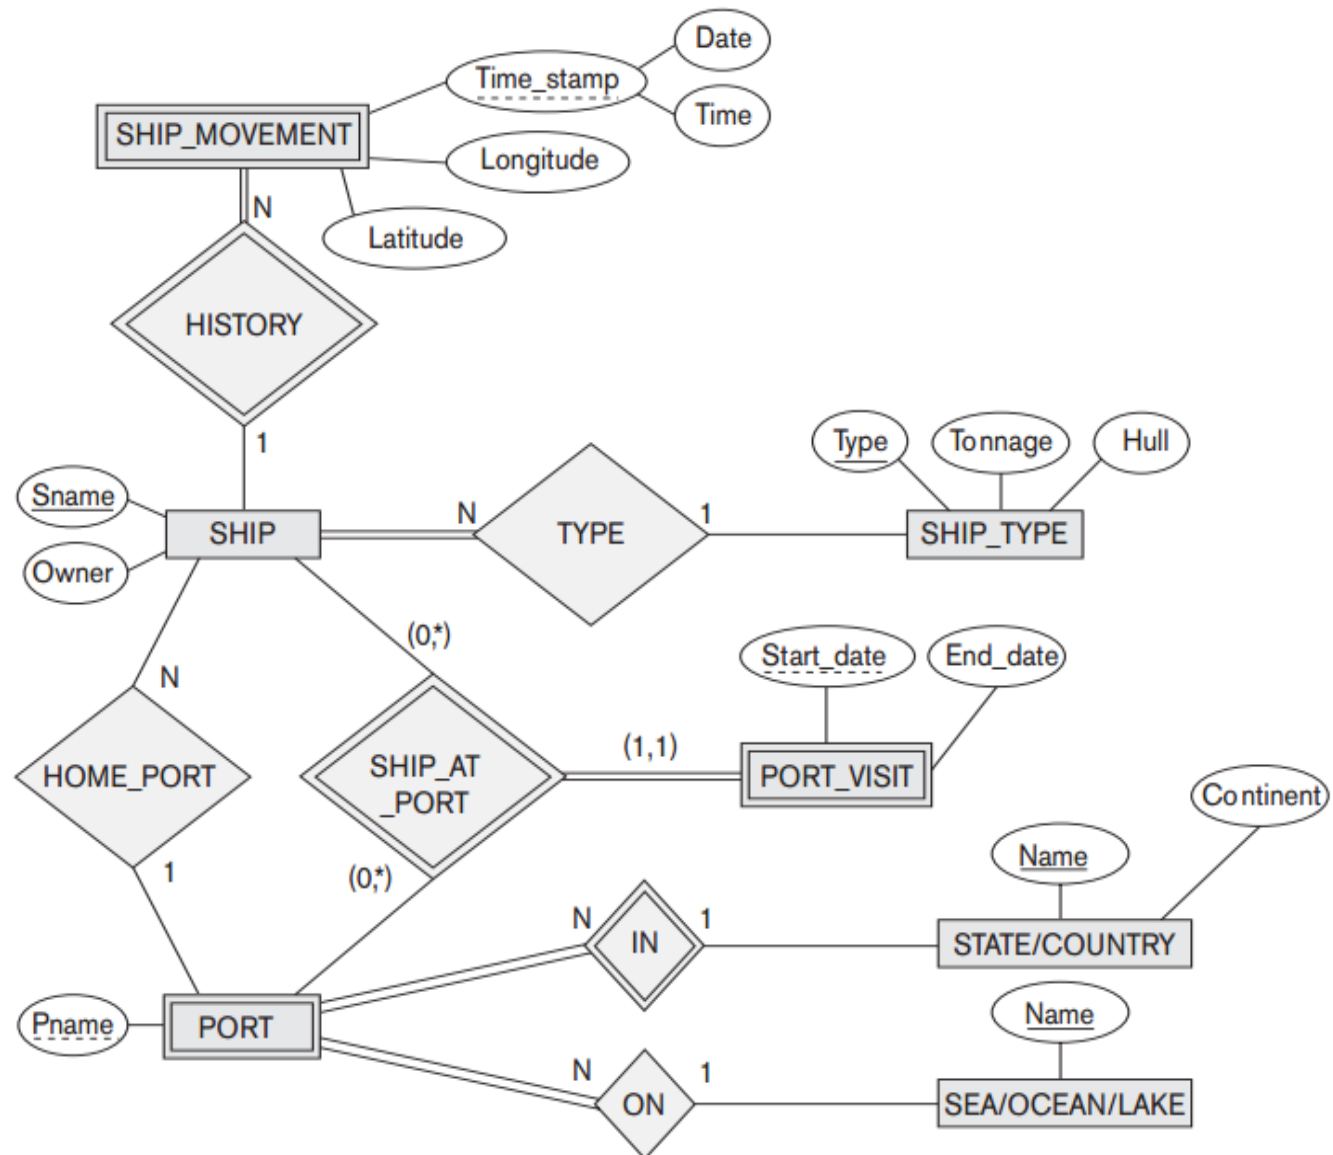 Date
Time_stamp
Time
SHIP_MOVEMENT
Longitude
N
Latitude
HISTORY
1
Type
Tonnage
Hull
Sname
N
1
SHIP
TYPE
SHIP_TYPE
Owner
(0,*)
Start_date
End_date
N
(1,1)
HOME_PORT
SHIP_AT
_PORT
PORT_VISIT
Continent
1
(0,*)
Name
N
1
IN
STATE/COUNTRY
Pname
PORT
Name
N
1
ON
SEA/OCEAN/LAKE